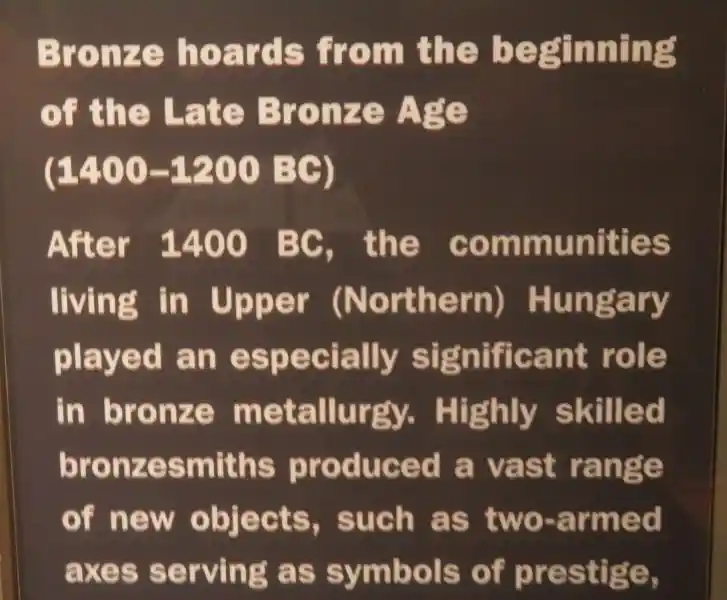 Bronze hoards from the beginning
of the Late Bronze Age
(1400–1200 BC)
After 1400 BC, the communities
living in Upper (Northern) Hungary
played an especially significant role
in bronze metallurgy. Highly skilled
bronzesmiths produced a vast range
of new objects, such as two-armed
axes serving as symbols of prestige,